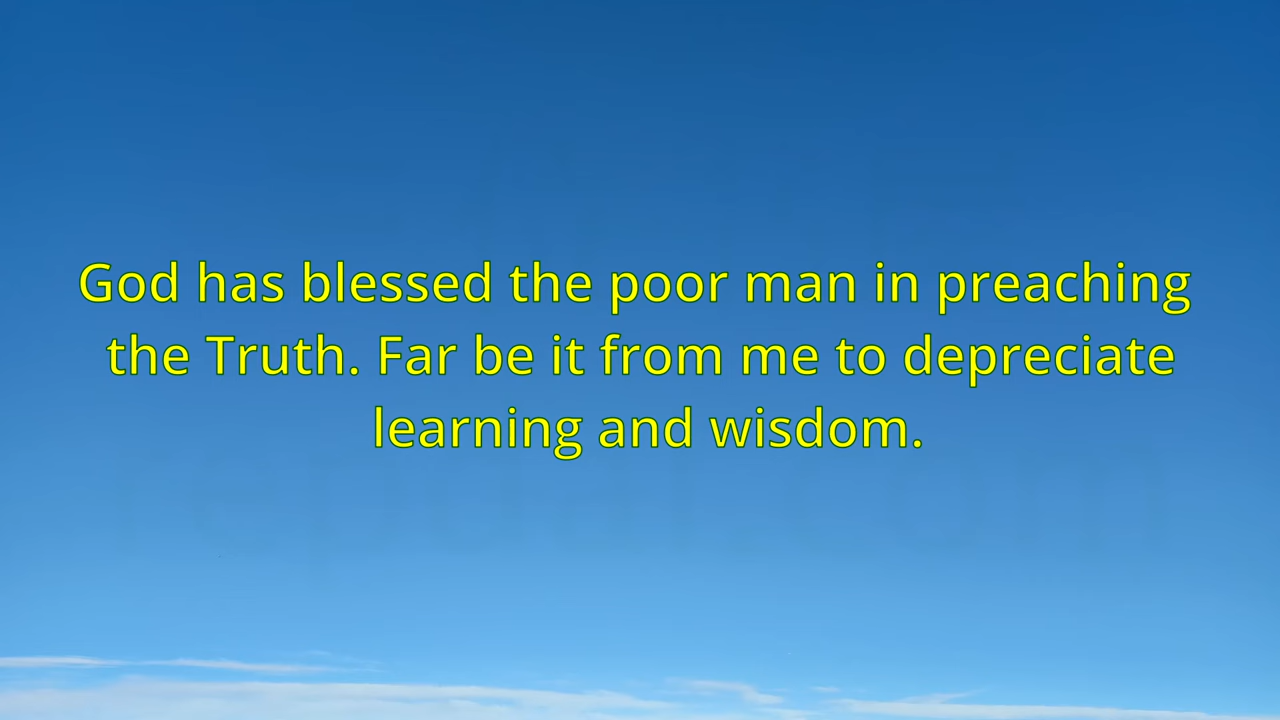 God has blessed the poor man in preaching
the Truth. Far be it from me to depreciate
learning and wisdom.